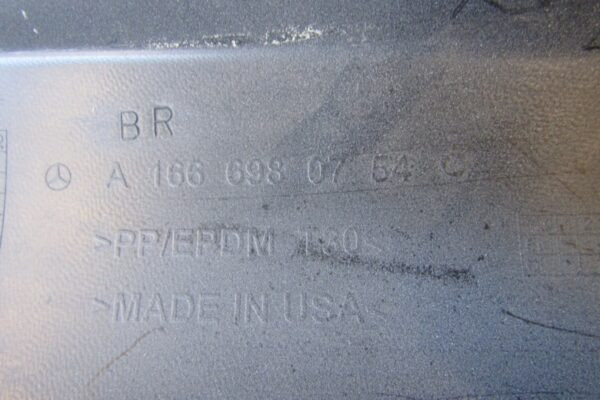 BR
A 166 698 07 54
>PP/EPDM T30<
>MADE IN USA<